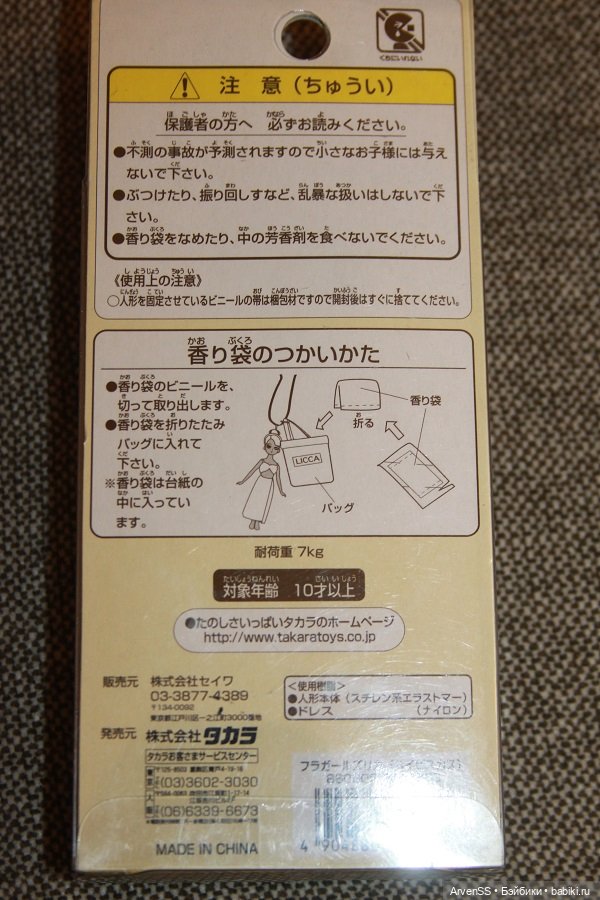 くちにいれない
注 意（ちゅうい）
保護者の方へ 必ずお読みください。
●不測の事故が予測されますので小さなお子様には与え
ないで下さい。
●ぶつけたり、振り回しすなど、乱暴な扱いはしないで下
さい。
●香り袋をなめたり、中の芳香剤を食べないでください。
《使用上の注意》
○人形を固定させているビニールの帯は梱包材ですので開封後はすぐに捨ててください。
香り袋のつかいかた
●香り袋のビニールを、
切って取り出します。
●香り袋を折りたたみ
バッグに入れて
下さい。
※香り袋は台紙の
中に入ってい
ます。
香り袋
折る
LICCA
バッグ
耐荷重 7kg
対象年齢 10才以上
●たのしさいっぱいタカラのホームページ
http://www.takaratoys.co.jp
販売元 株式会社セイワ
03-3877-4389
〒134-0092
東京都江戸川区一之江町3000番地
発売元 株式会社タカラ
タカラお客さまサービスセンター
(03)3602-3030
(06)6339-6673
MADE IN CHINA
<使用樹脂>
●人形本体（スチレン系エラストマー）
●ドレス （ナイロン）
フラガール